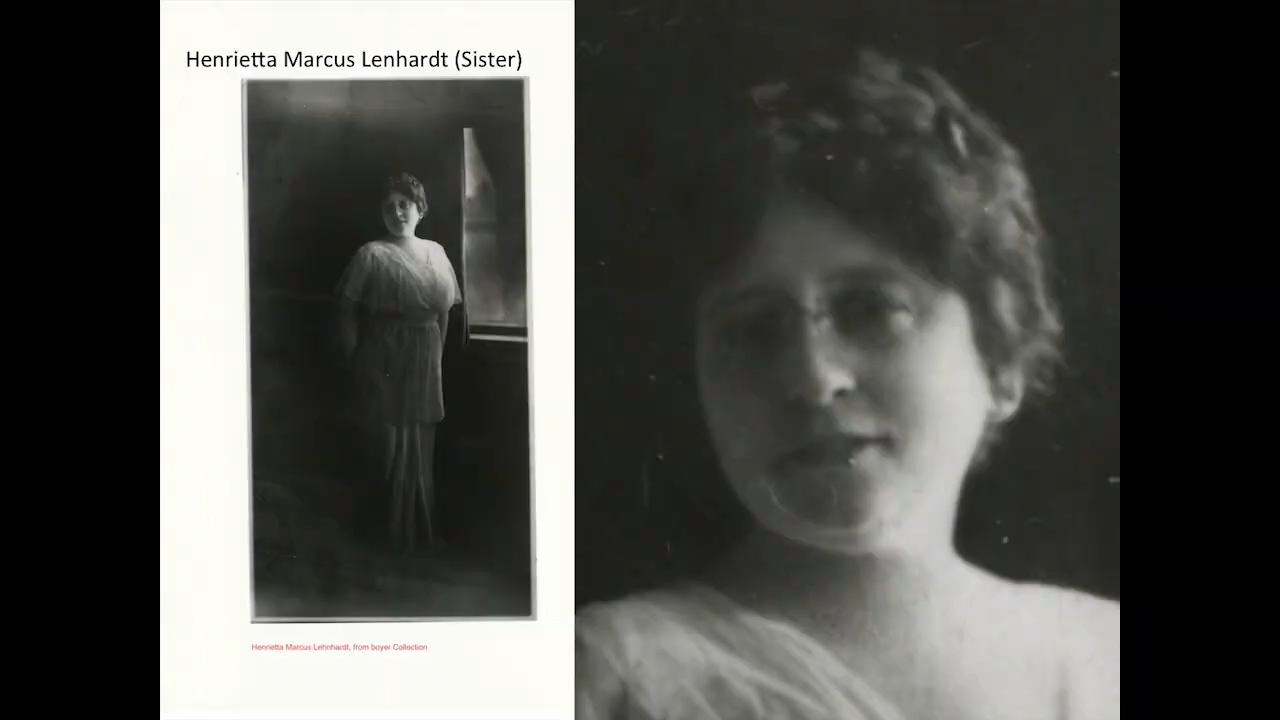 Henrietta Marcus Lenhardt (Sister)
Henrietta Marcus Lehnhardt, from boyer Collection